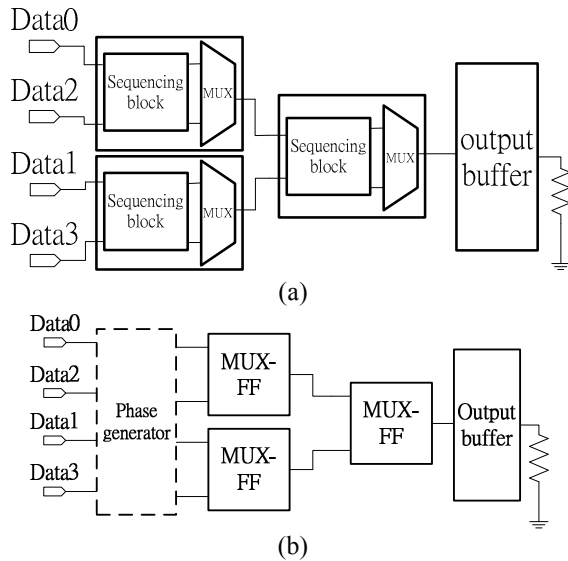 Data0
Data2
Data1
Data3
Sequencing
block
MUX
Sequencing
block
MUX
Sequencing
block
MUX
output
buffer
(a)
Data0
Data2
Data1
Data3
Phase
generator
MUX-
FF
MUX-
FF
MUX-
FF
Output
buffer
(b)